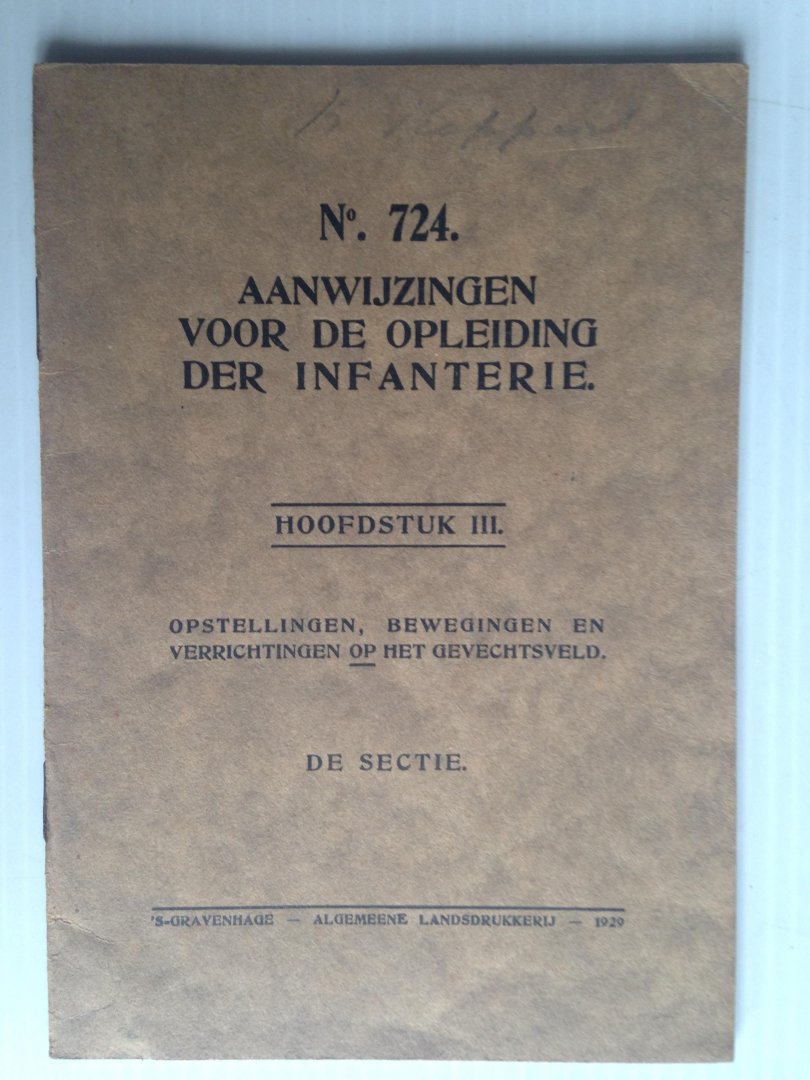 Nº. 724.
AANWIJZINGEN
VOOR DE OPLEIDING
DER INFANTERIE.
HOOFDSTUK III.
OPSTELLINGEN, BEWEGINGEN EN
VERRICHTINGEN OP HET GEVECHTSVELD.
DE SECTIE.
'S-GRAVENHAGE — ALGEMEENE LANDSDRUKKERIJ — 1929